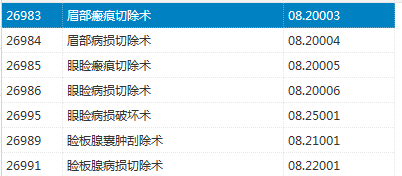 26983 眉部瘢痕切除术 08.20003
26984 眉部病损切除术 08.20004
26985 眼睑瘢痕切除术 08.20005
26986 眼睑病损切除术 08.20006
26995 眼睑病损破坏术 08.25001
26989 睑板腺囊肿刮除术 08.21001
26991 睑板腺病损切除术 08.22001